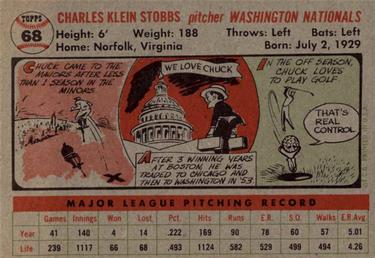 TOPPS
68
CHARLES KLEIN STOBBS pitcher WASHINGTON NATIONALS
Height: 6' Weight: 188 Throws: Left Bats: Left
Home: Norfolk, Virginia Born: July 2, 1929
CHUCK CAME TO THE
MAJORS AFTER LESS
THAN 1 SEASON IN THE
MINORS.
WE LOVE CHUCK
AFTER 3 WINNING YEARS
AT BOSTON, HE WAS
TRADED TO CHICAGO AND
THEN TO WASHINGTON IN '53.
IN THE OFF SEASON,
CHUCK LOVES
TO PLAY GOLF.
THAT'S
REAL
CONTROL
MAJOR LEAGUE PITCHING RECORD
Games Innings Won Lost Pct. Hits Runs E.R. S.O. Walks E.R.Avg
Year 41 140 4 14 .222 169 90 78 60 57 5.01
Life 239 1117 66 68 .493 1124 582 529 500 494 4.26